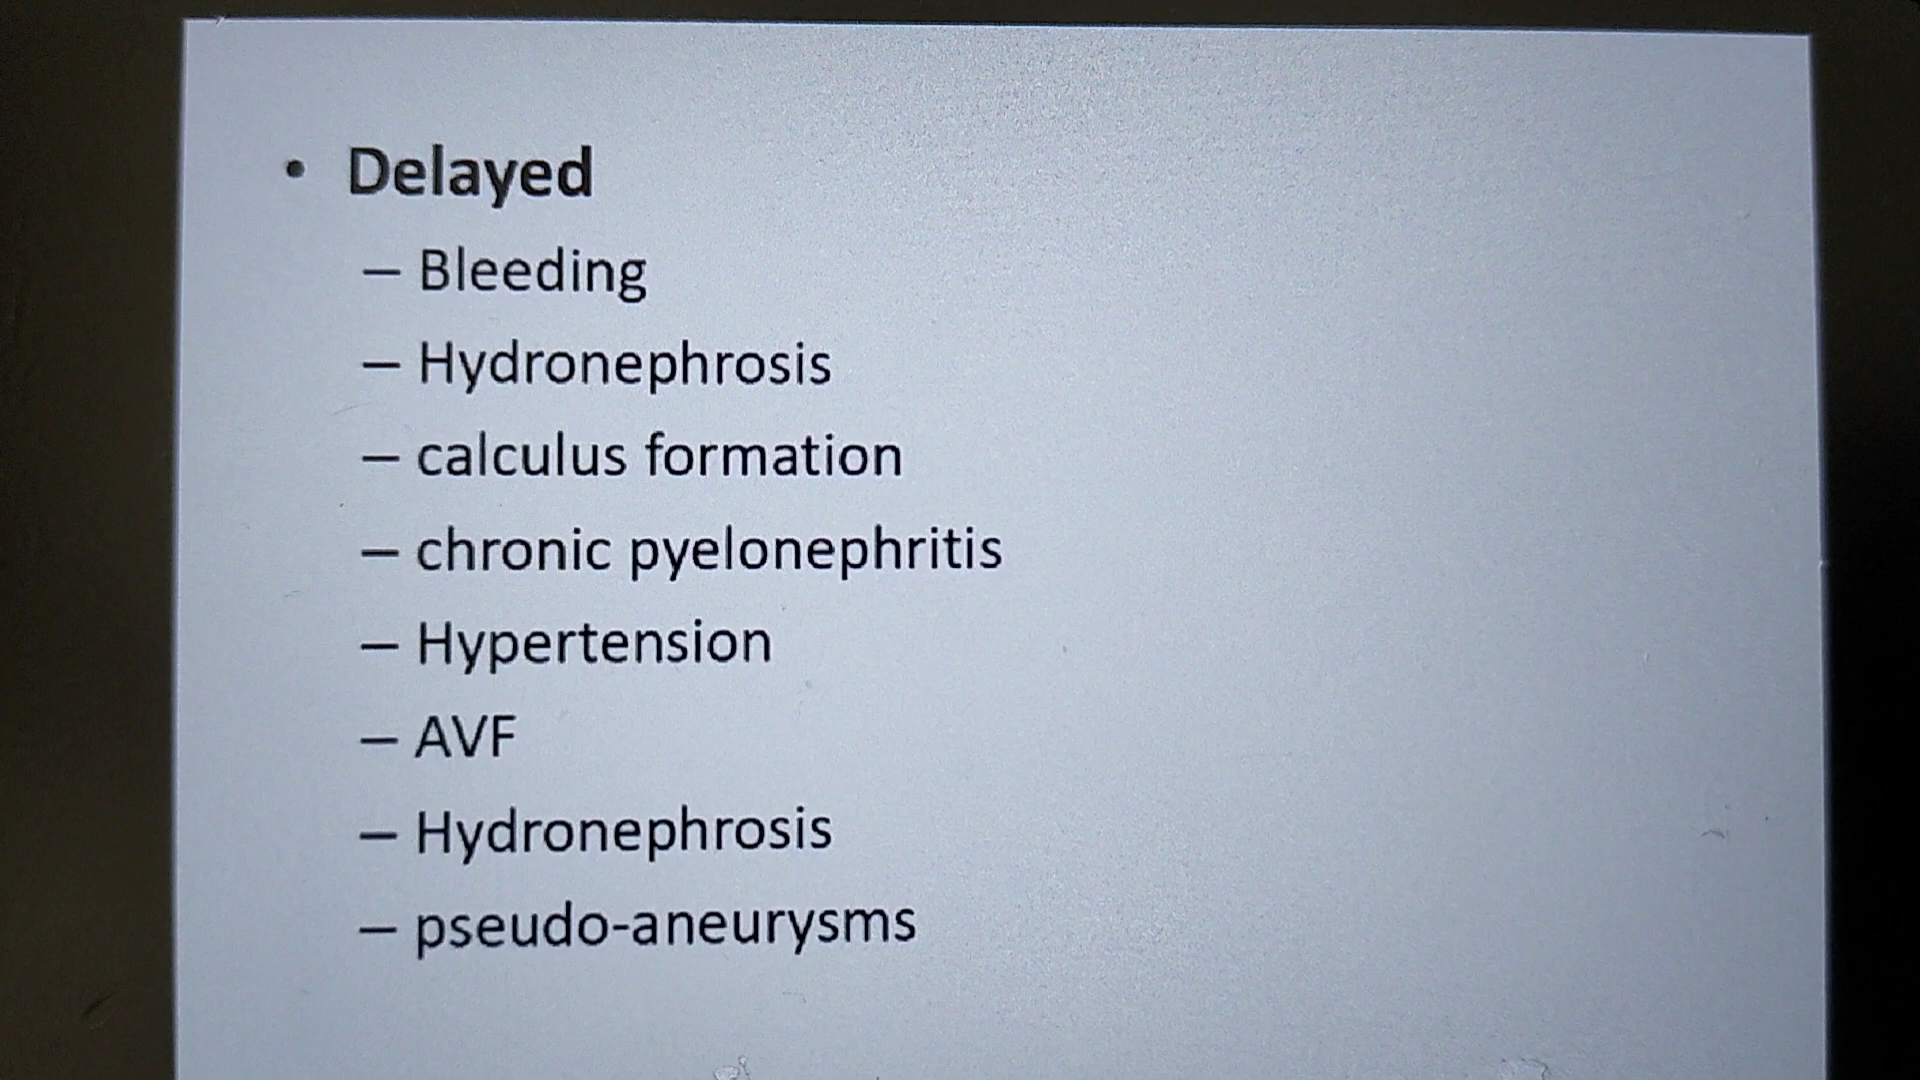 • Delayed
– Bleeding
– Hydronephrosis
– calculus formation
– chronic pyelonephritis
– Hypertension
– AVF
– Hydronephrosis
– pseudo-aneurysms